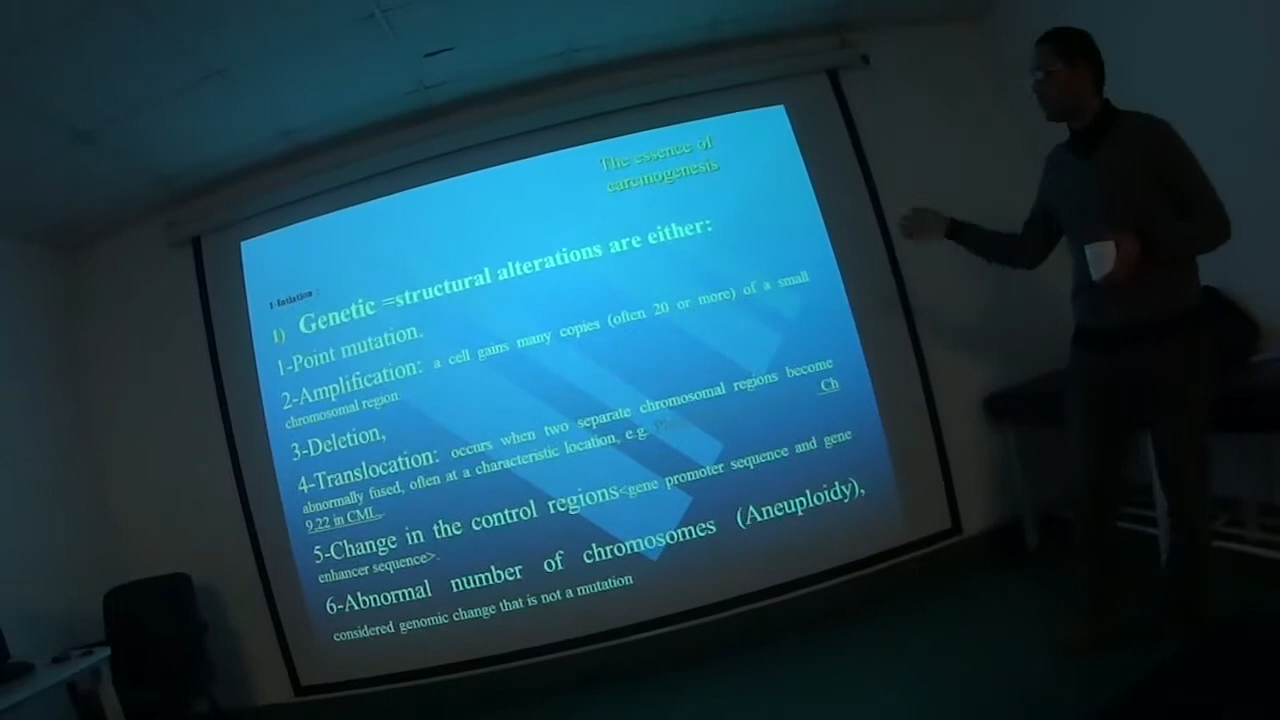 The essence of
carcinogenesis
1-Intiation :
1) Genetic =structural alterations are either:
1-Point mutation.
2-Amplification: a cell gains many copies (often 20 or more) of a small
chromosomal region.
3-Deletion,
4-Translocation: occurs when two separate chromosomal regions become
abnormally fused, often at a characteristic location, e.g. Ch
9.22 in CML.
5-Change in the control regions<gene promoter sequence and gene
enhancer sequence>.
6-Abnormal number of chromosomes (Aneuploidy),
considered genomic change that is not a mutation